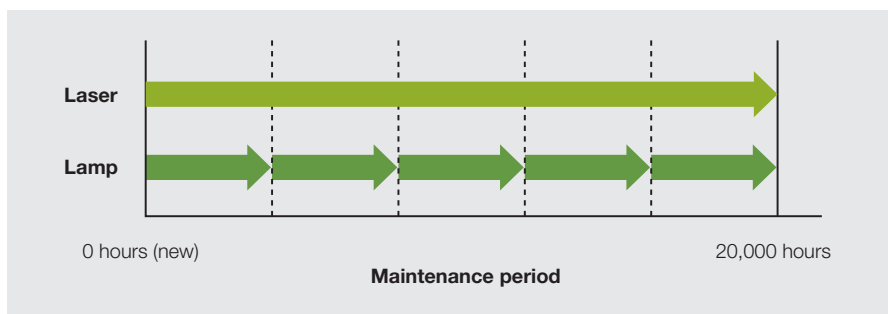 Laser
Lamp
0 hours (new)
20,000 hours
Maintenance period